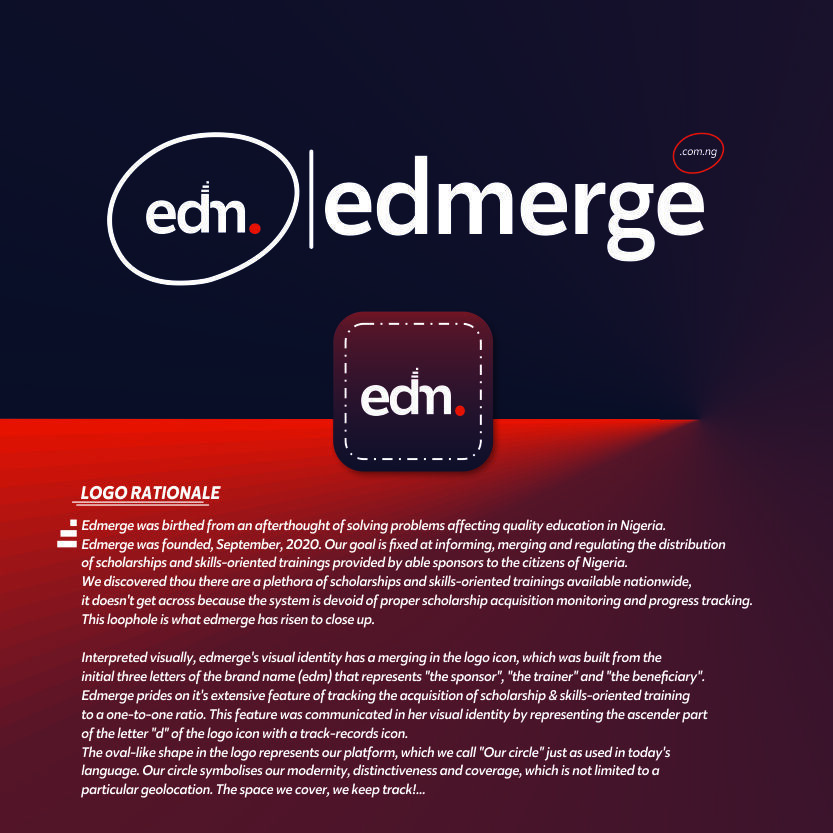 .com.ng
edm. edmerge
edm.
LOGO RATIONALE
Edmerge was birthed from an afterthought of solving problems affecting quality education in Nigeria.
Edmerge was founded, September, 2020. Our goal is fixed at informing, merging and regulating the distribution
of scholarships and skills-oriented trainings provided by able sponsors to the citizens of Nigeria.
We discovered thou there are a plethora of scholarships and skills-oriented trainings available nationwide,
it doesn't get across because the system is devoid of proper scholarship acquisition monitoring and progress tracking.
This loophole is what edmerge has risen to close up.
Interpreted visually, edmerge's visual identity has a merging in the logo icon, which was built from the
initial three letters of the brand name (edm) that represents "the sponsor", "the trainer" and "the beneficiary".
Edmerge prides on it's extensive feature of tracking the acquisition of scholarship & skills-oriented training
to a one-to-one ratio. This feature was communicated in her visual identity by representing the ascender part
of the letter "d" of the logo icon with a track-records icon.
The oval-like shape in the logo represents our platform, which we call "Our circle" just as used in today's
language. Our circle symbolises our modernity, distinctiveness and coverage, which is not limited to a
particular geolocation. The space we cover, we keep track!...